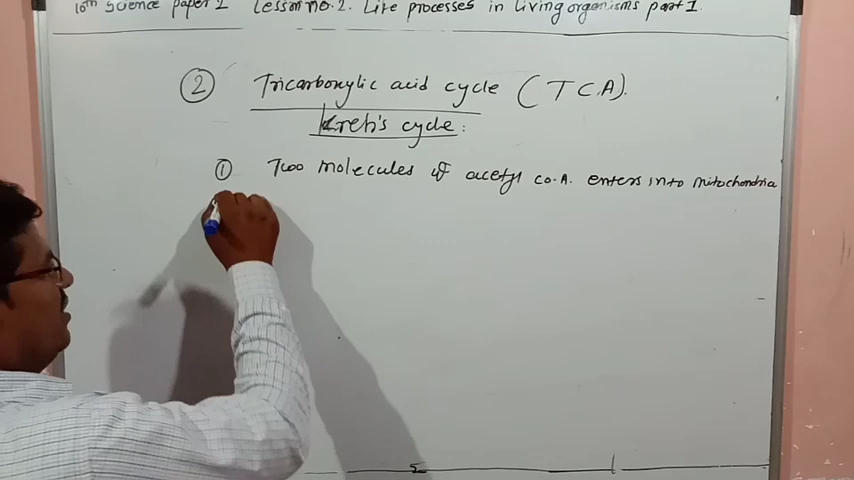 10th Science paper 2 Lesson no. 2. Life processes in living organisms part 1.
② Tricarboxylic acid cycle (T C.A).
Kreb's cycle:
① Two molecules of acetyl co.A. enters into mitochondria